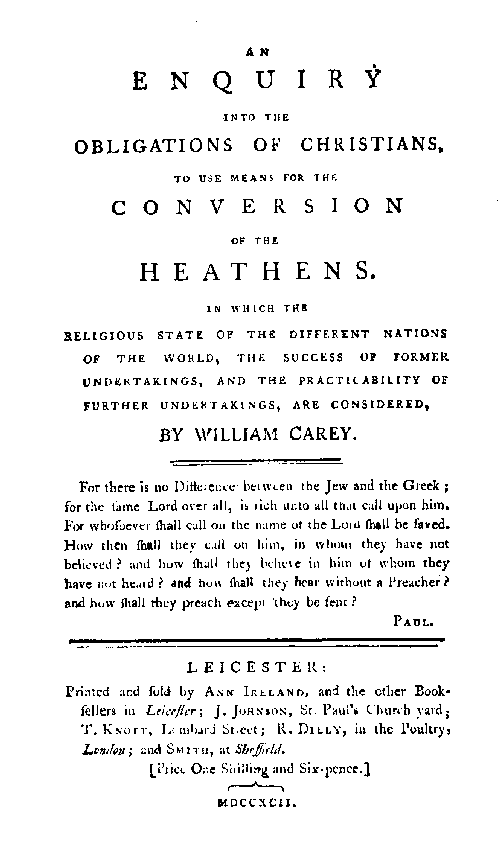 AN
ENQUIRY
INTO THE
OBLIGATIONS OF CHRISTIANS,
TO USE MEANS FOR THE
CONVERSION
OF THE
HEATHENS.
IN WHICH THE
RELIGIOUS STATE OF THE DIFFERENT NATIONS
OF THE WORLD, THE SUCCESS OF FORMER
UNDERTAKINGS, AND THE PRACTICABILITY OF
FURTHER UNDERTAKINGS, ARE CONSIDERED,
BY WILLIAM CAREY.
For there is no Difference between the Jew and the Greek;
for the ſame Lord over all, is rich unto all that call upon him.
For whoſoever ſhall call on the name of the Lord ſhall be ſaved.
How then ſhall they call on him, in whom they have not
believed? and how ſhall they believe in him of whom they
have not heard? and how ſhall they hear without a Preacher?
and how ſhall they preach except they be ſent?
PAUL.
LEICESTER:
Printed and ſold by ANN IRELAND, and the other Book-
ſellers in Leiceſter; J. JOHNSON, St. Paul's Church yard;
T. KNOTT, Lombard Street; R. DILLY, in the Poultry,
London; and SMITH, at Sheffield.
[Price One Shilling and Six-pence.]
MDCCXCII.